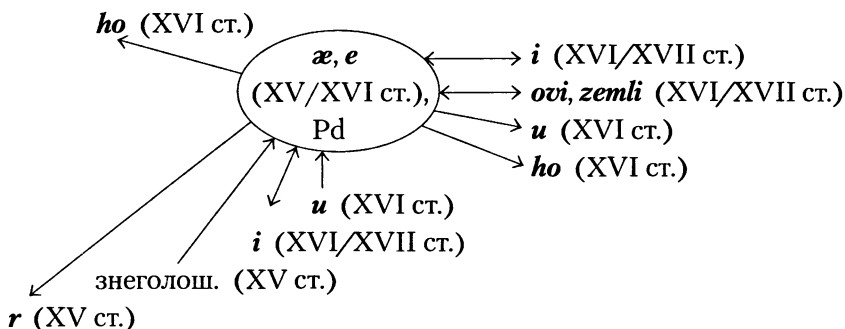 ho (XVI ст.)
æ, e
(XV/XVI ст.),
Pd
i (XVI/XVII ст.)
ovi, zemli (XVI/XVII ст.)
u (XVI ст.)
ho (XVI ст.)
u (XVI ст.)
i (XVI/XVII ст.)
знеголош. (XV ст.)
r (XV ст.)